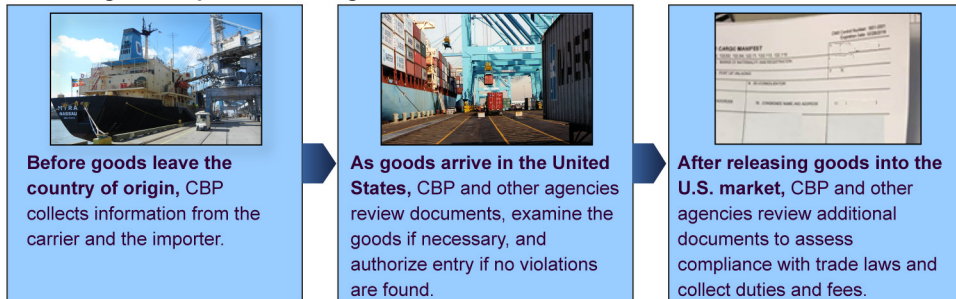 MYRA
NASSAU
CARGO MANIFEST
Before goods leave the
country of origin, CBP
collects information from the
carrier and the importer.
As goods arrive in the United
States, CBP and other agencies
review documents, examine the
goods if necessary, and
authorize entry if no violations
are found.
After releasing goods into the
U.S. market, CBP and other
agencies review additional
documents to assess
compliance with trade laws and
collect duties and fees.